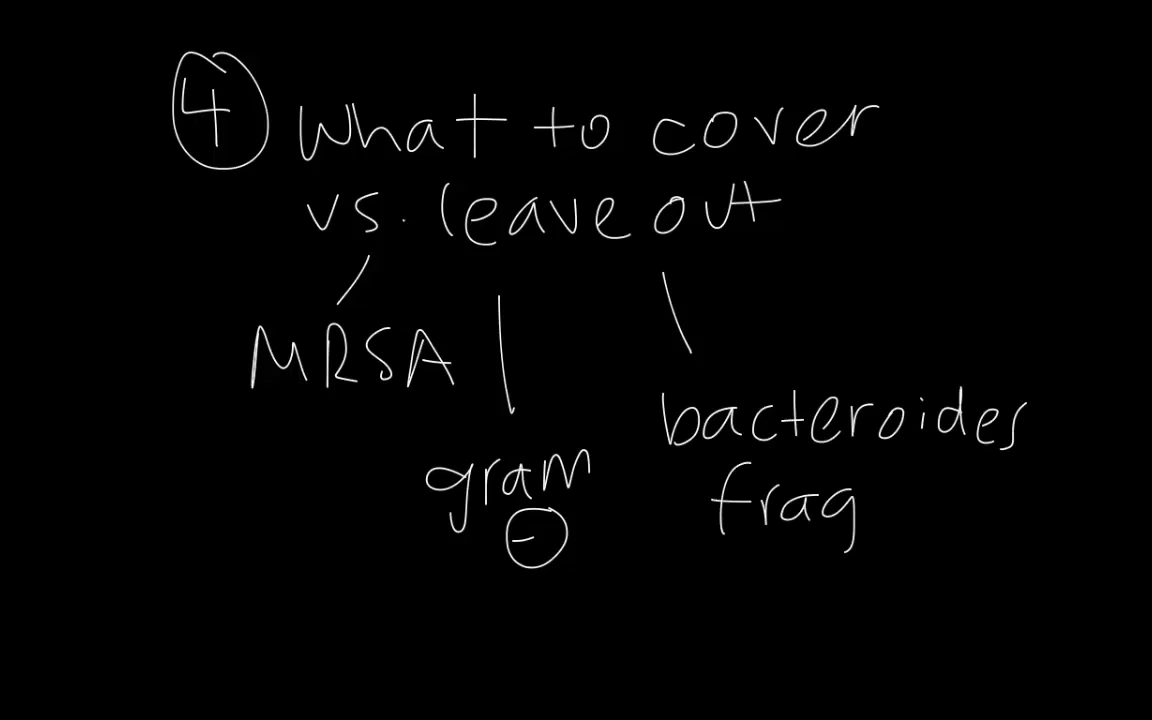 ④ What to cover
vs. leave out
MRSA
gram
⊖
bacteroides
frag